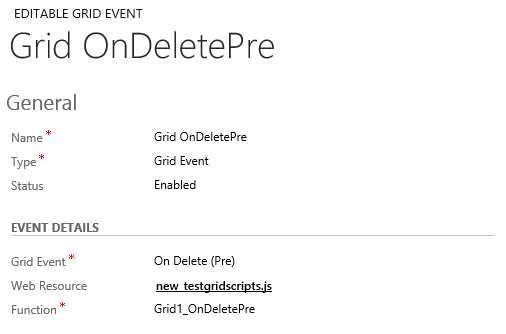 EDITABLE GRID EVENT
Grid OnDeletePre
General
Name * Grid OnDeletePre
Type * Grid Event
Status Enabled
EVENT DETAILS
Grid Event * On Delete (Pre)
Web Resource new_testgridscripts.js
Function * Grid1_OnDeletePre